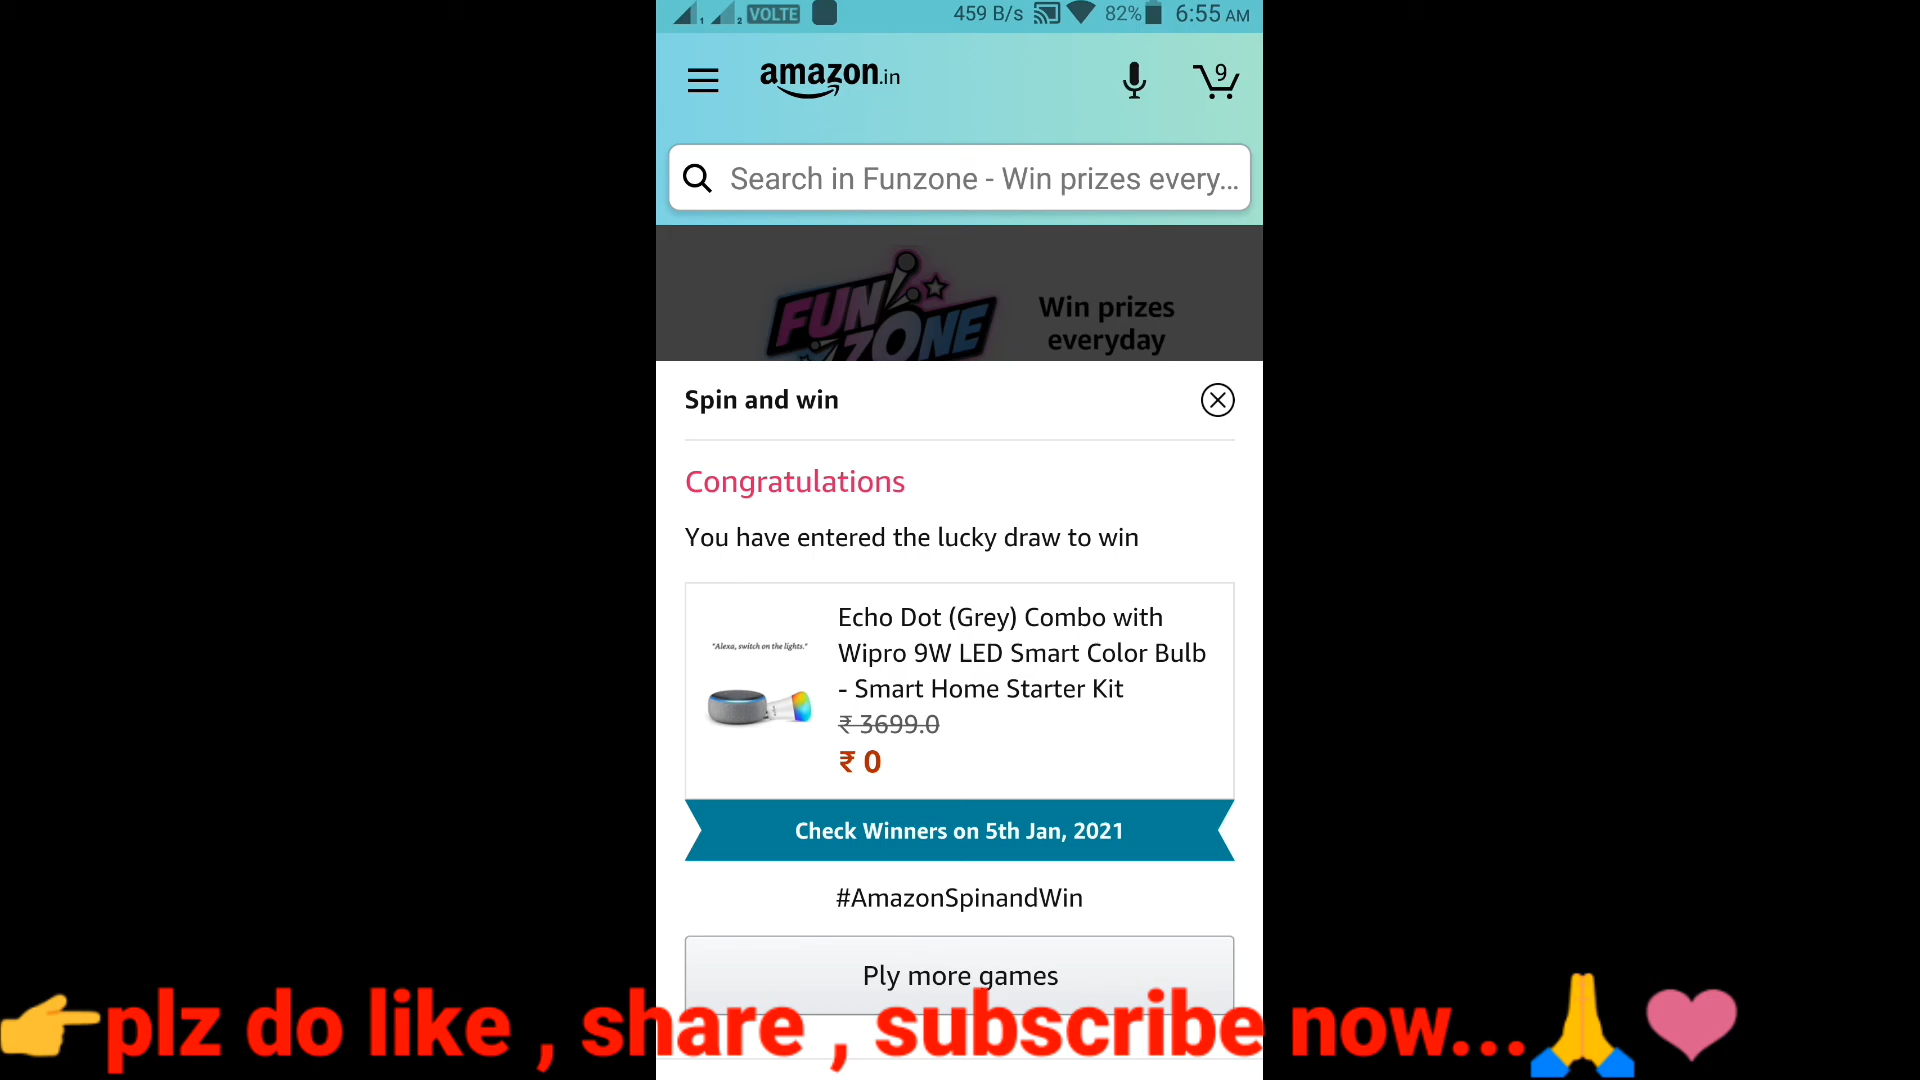 1 2 VOLTE 459 B/s 82% 6:55 AM
amazon.in
9
Search in Funzone - Win prizes every...
FUN
ZONE
Win prizes
everyday
Spin and win
Congratulations
You have entered the lucky draw to win
Echo Dot (Grey) Combo with
"Alexa, switch on the lights."
Wipro 9W LED Smart Color Bulb
- Smart Home Starter Kit
₹ 3699.0
₹ 0
Check Winners on 5th Jan, 2021
#AmazonSpinandWin
Ply more games
👉plz do like , share , subscribe now...🙏❤